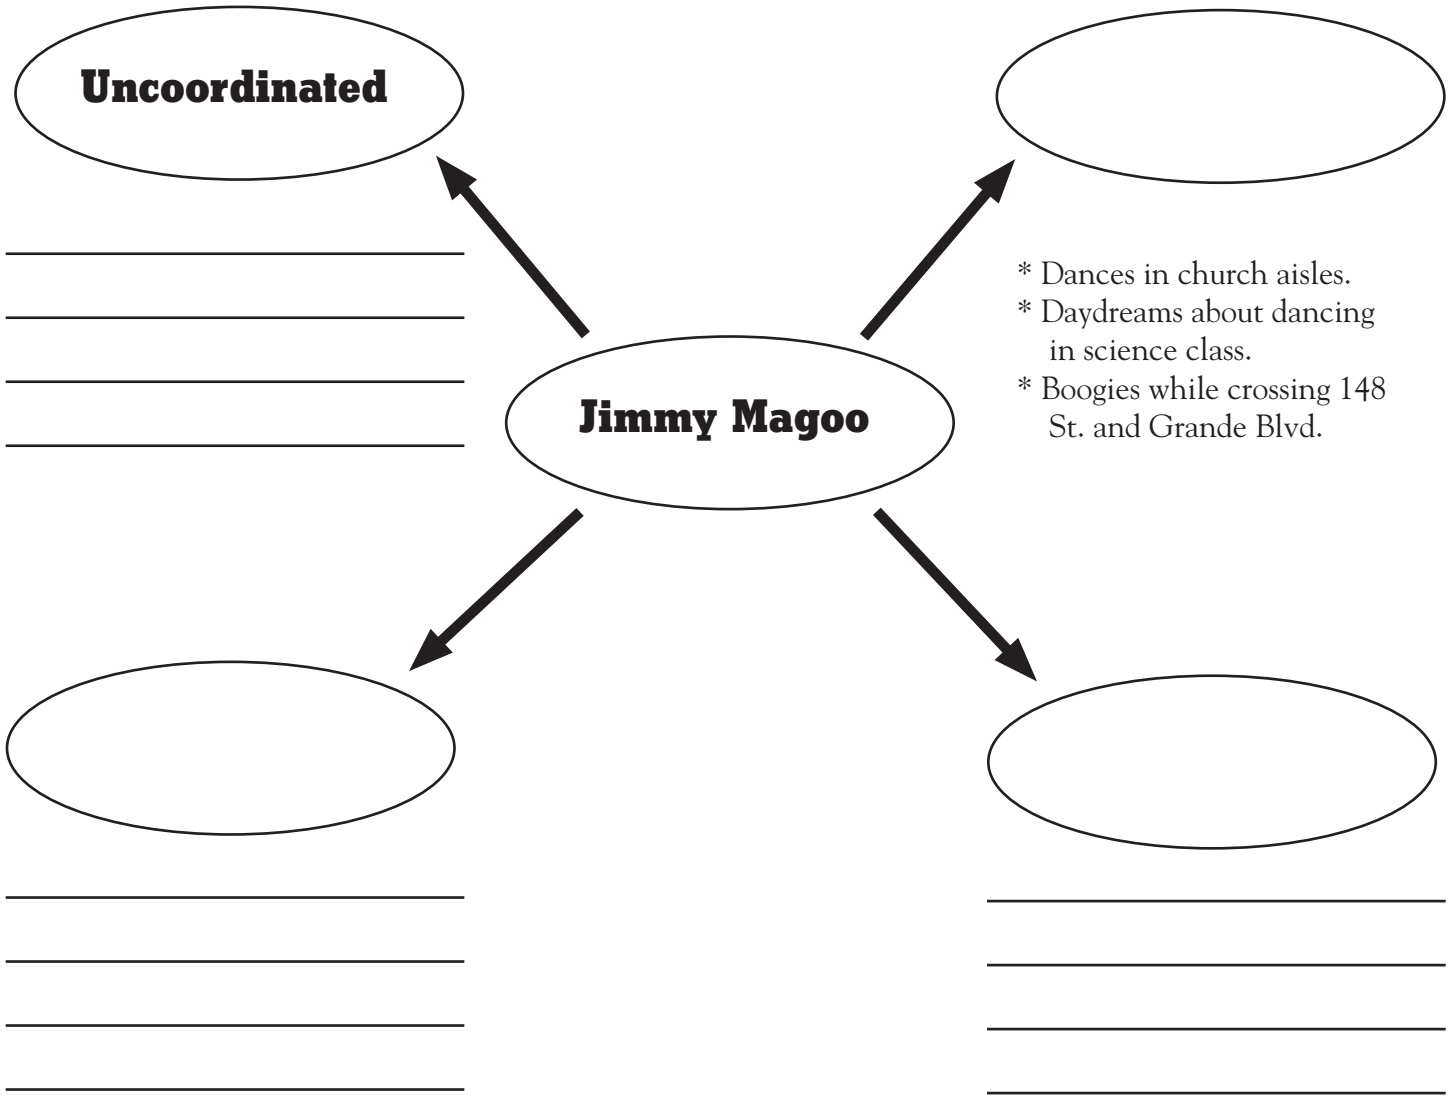 Uncoordinated
* Dances in church aisles.
* Daydreams about dancing
in science class.
* Boogies while crossing 148
St. and Grande Blvd.
Jimmy Magoo